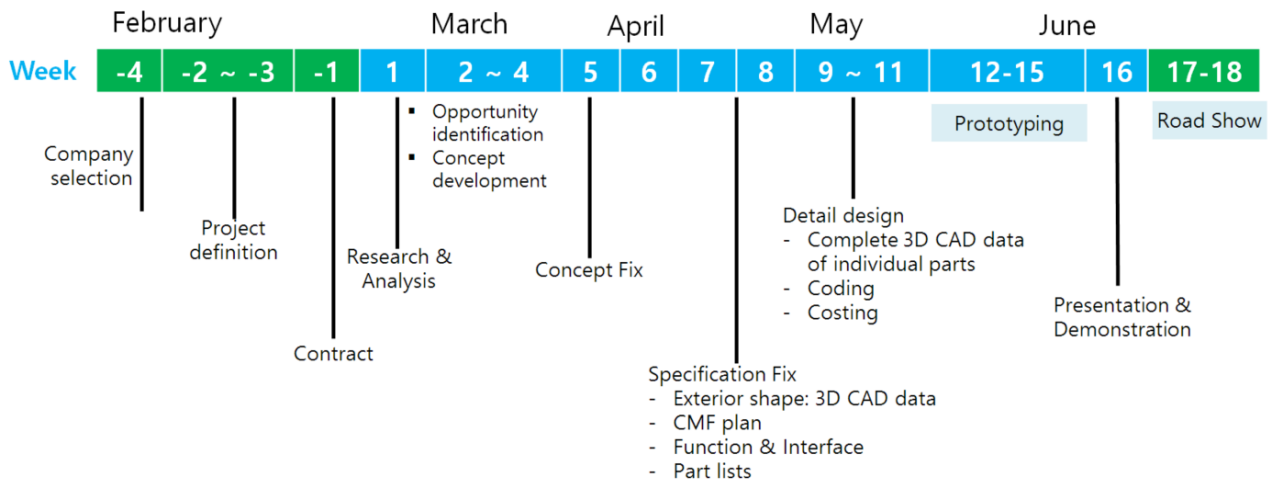 February March April May June
Week -4 -2 ~ -3 -1 1 2 ~ 4 5 6 7 8 9 ~ 11 12-15 16 17-18
Company
selection
Project
definition
Contract
Research &
Analysis
▪ Opportunity
identification
▪ Concept
development
Concept Fix
Specification Fix
- Exterior shape: 3D CAD data
- CMF plan
- Function & Interface
- Part lists
Detail design
- Complete 3D CAD data
of individual parts
- Coding
- Costing
Prototyping
Presentation &
Demonstration
Road Show